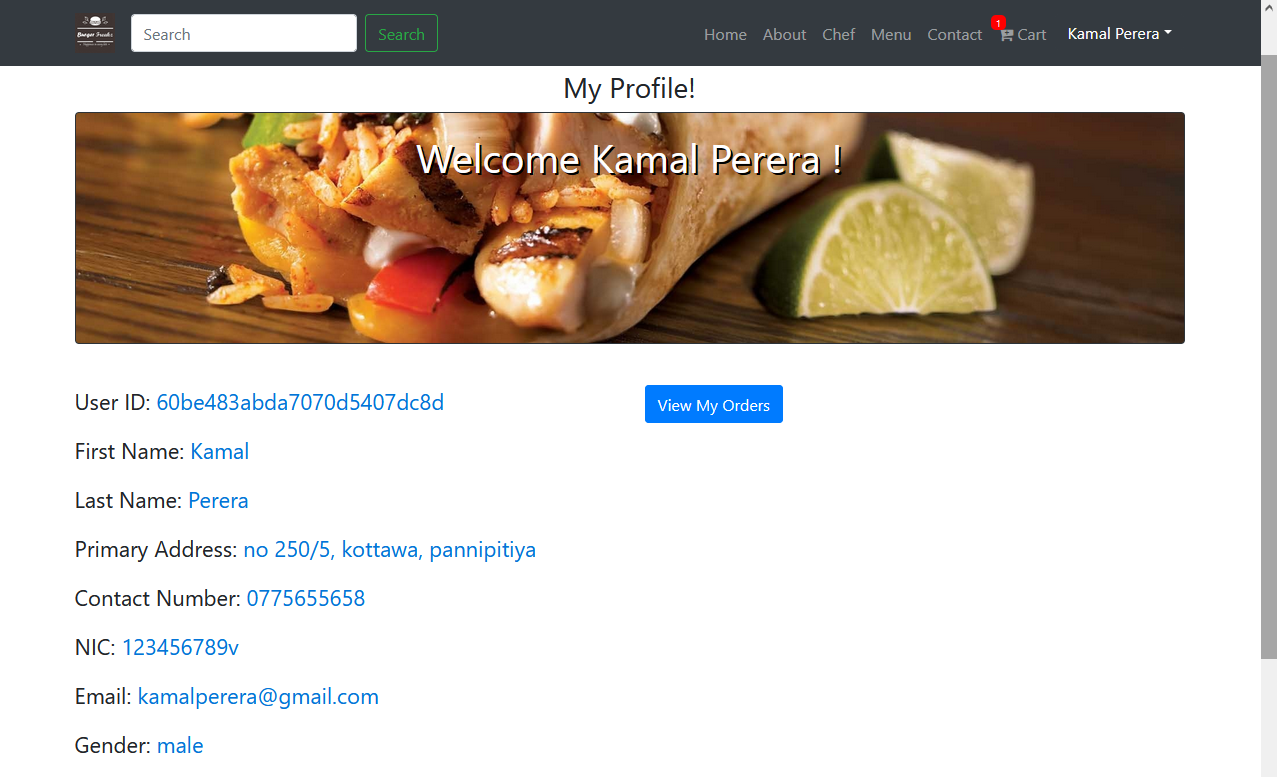 Burger Freakz
Search
Search
Home
About
Chef
Menu
Contact
1
Cart
Kamal Perera
My Profile!
Welcome Kamal Perera !
User ID: 60be483abda7070d5407dc8d
View My Orders
First Name: Kamal
Last Name: Perera
Primary Address: no 250/5, kottawa, pannipitiya
Contact Number: 0775655658
NIC: 123456789v
Email: kamalperera@gmail.com
Gender: male